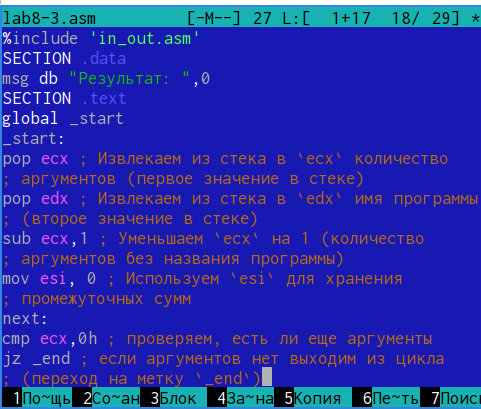 lab8-3.asm [-M--] 27 L:[ 1+17 18/ 29] *
%include 'in_out.asm'
SECTION .data
msg db "Результат: ",0
SECTION .text
global _start
_start:
pop ecx ; Извлекаем из стека в `ecx` количество
; аргументов (первое значение в стеке)
pop edx ; Извлекаем из стека в `edx` имя программы
; (второе значение в стеке)
sub ecx,1 ; Уменьшаем `ecx` на 1 (количество
; аргументов без названия программы)
mov esi, 0 ; Используем `esi` для хранения
; промежуточных сумм
next:
cmp ecx,0h ; проверяем, есть ли еще аргументы
jz _end ; если аргументов нет выходим из цикла
; (переход на метку `_end`)
1По~щь 2Со~ан 3Блок 4За~на 5Копия 6Пе~ть 7Поиск